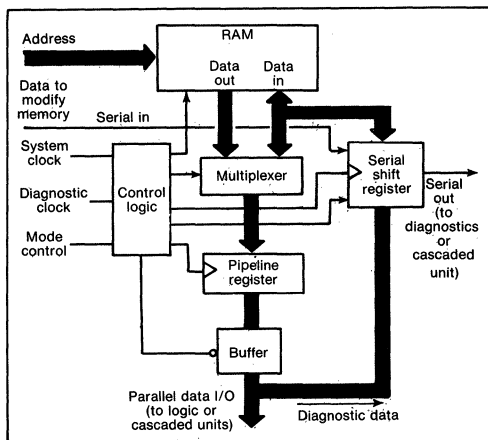 RAM
Address
Data
out
Data
in
Data to
modify
memory
Serial in
System
clock
Control
logic
Multiplexer
Serial
shift
register
Diagnostic
clock
Serial
out
(to
diagnostics
or
cascaded
unit)
Mode
control
Pipeline
register
Buffer
Parallel data I/O
(to logic or
cascaded units)
Diagnostic data